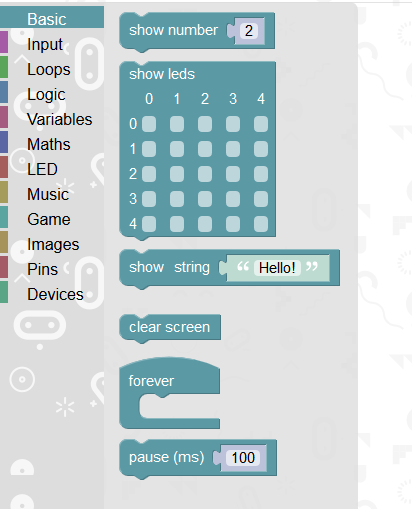 Basic
Input
Loops
Logic
Variables
Maths
LED
Music
Game
Images
Pins
Devices
show number 2
show leds
0 1 2 3 4
0
1
2
3
4
show string “ Hello! ”
clear screen
forever
pause (ms) 100